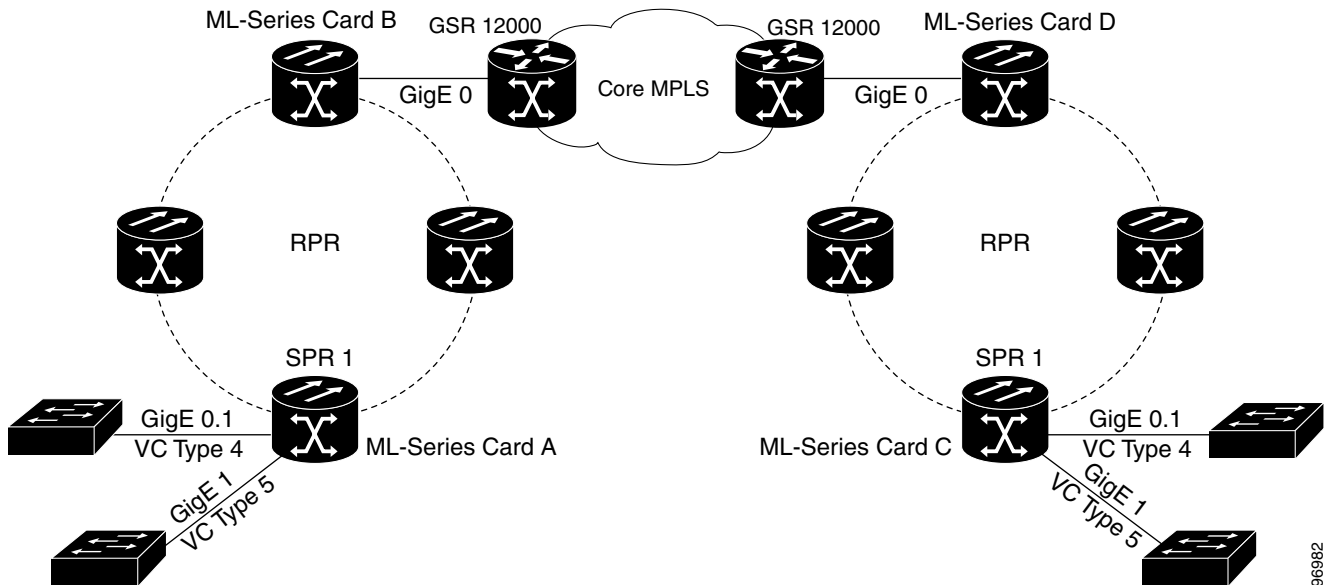 ML-Series Card B
GSR 12000
GSR 12000
ML-Series Card D
GigE 0
Core MPLS
GigE 0
RPR
RPR
SPR 1
SPR 1
GigE 0.1
VC Type 4
ML-Series Card A
GigE 1
VC Type 5
ML-Series Card C
GigE 0.1
VC Type 4
GigE 1
VC Type 5
96982